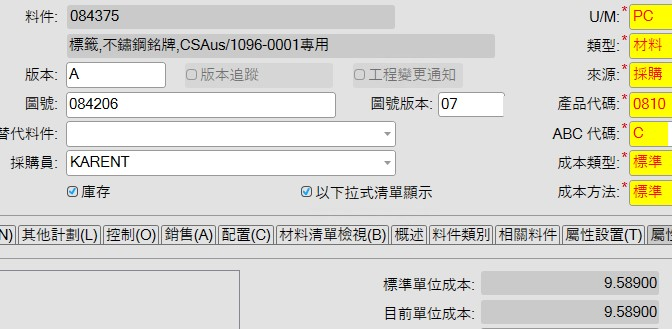 料件: 084375 U/M:* PC
標籤,不鏽鋼銘牌,CSAus/1096-0001專用 類型:* 材料
版本: A 版本追蹤 工程變更通知 來源:* 採購
圖號: 084206 圖號版本: 07 產品代碼:* 0810
替代料件: ABC 代碼:* C
採購員: KARENT 成本類型:* 標準
庫存 以下拉式清單顯示 成本方法:* 標準
N) 其他計劃(L) 控制(O) 銷售(A) 配置(C) 材料清單檢視(B) 概述 料件類別 相關料件 屬性設置(T) 屬性
標準單位成本: 9.58900
目前單位成本: 9.58900